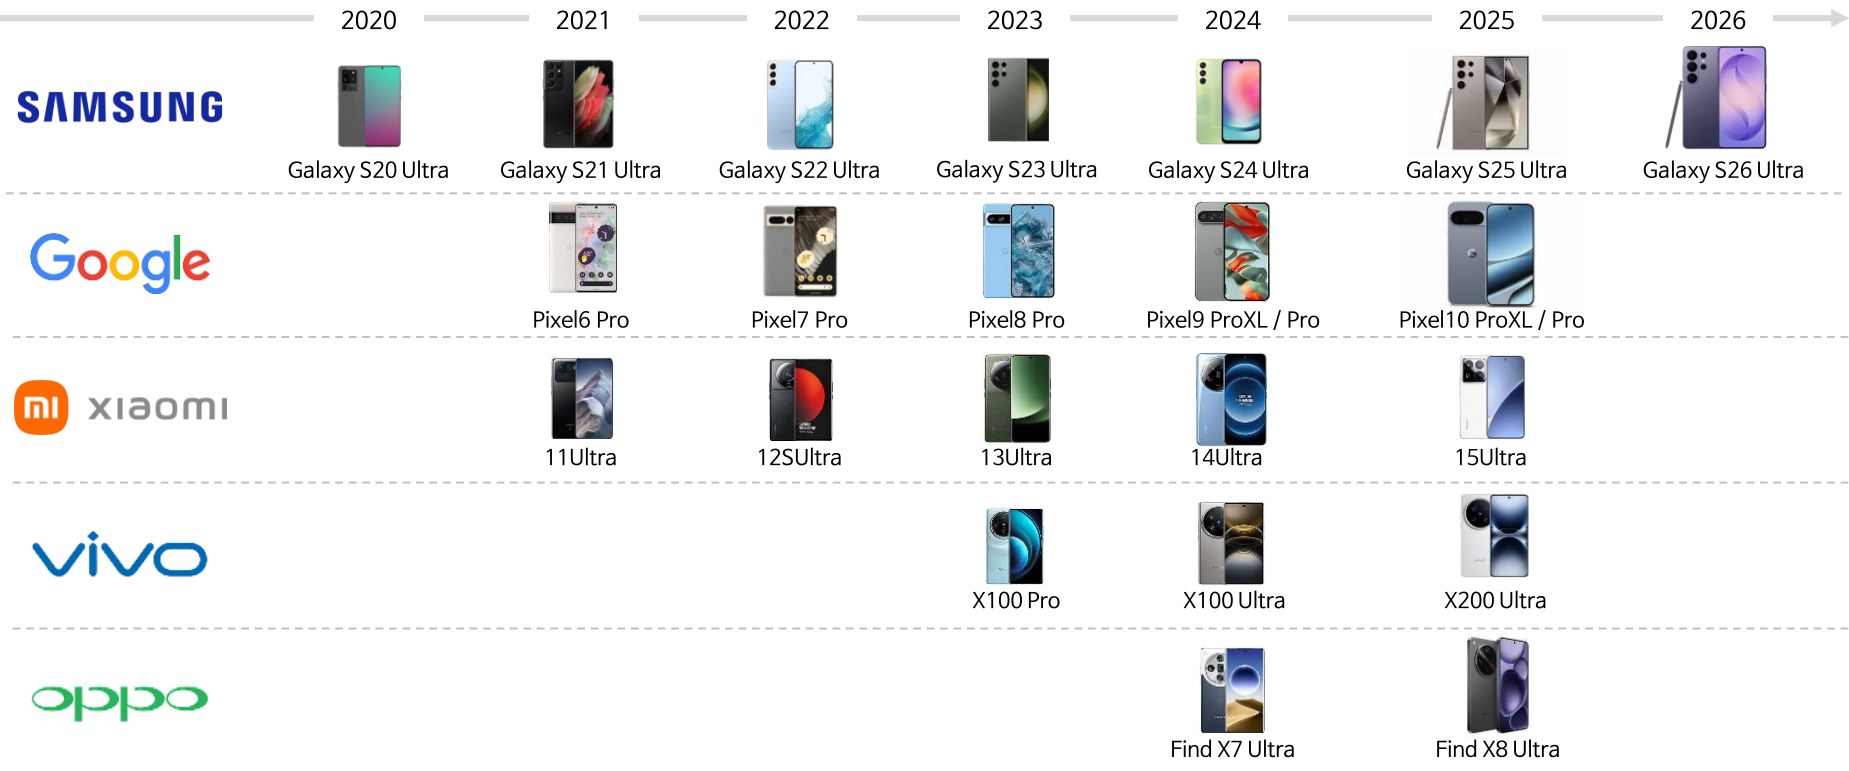 2020 2021 2022 2023 2024 2025 2026
SAMSUNG
Galaxy S20 Ultra Galaxy S21 Ultra Galaxy S22 Ultra Galaxy S23 Ultra Galaxy S24 Ultra Galaxy S25 Ultra Galaxy S26 Ultra
Google
Pixel6 Pro Pixel7 Pro Pixel8 Pro Pixel9 ProXL / Pro Pixel10 ProXL / Pro
mi xiaomi
11Ultra 12SUltra 13Ultra 14Ultra 15Ultra
vivo
X100 Pro X100 Ultra X200 Ultra
oppo
Find X7 Ultra Find X8 Ultra